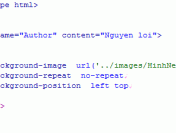 pe html>
ame="Author" content="Nguyen loi">
ckground-image url('../images/HinhNe
ckground-repeat no-repeat.
ckground-position left top.
>